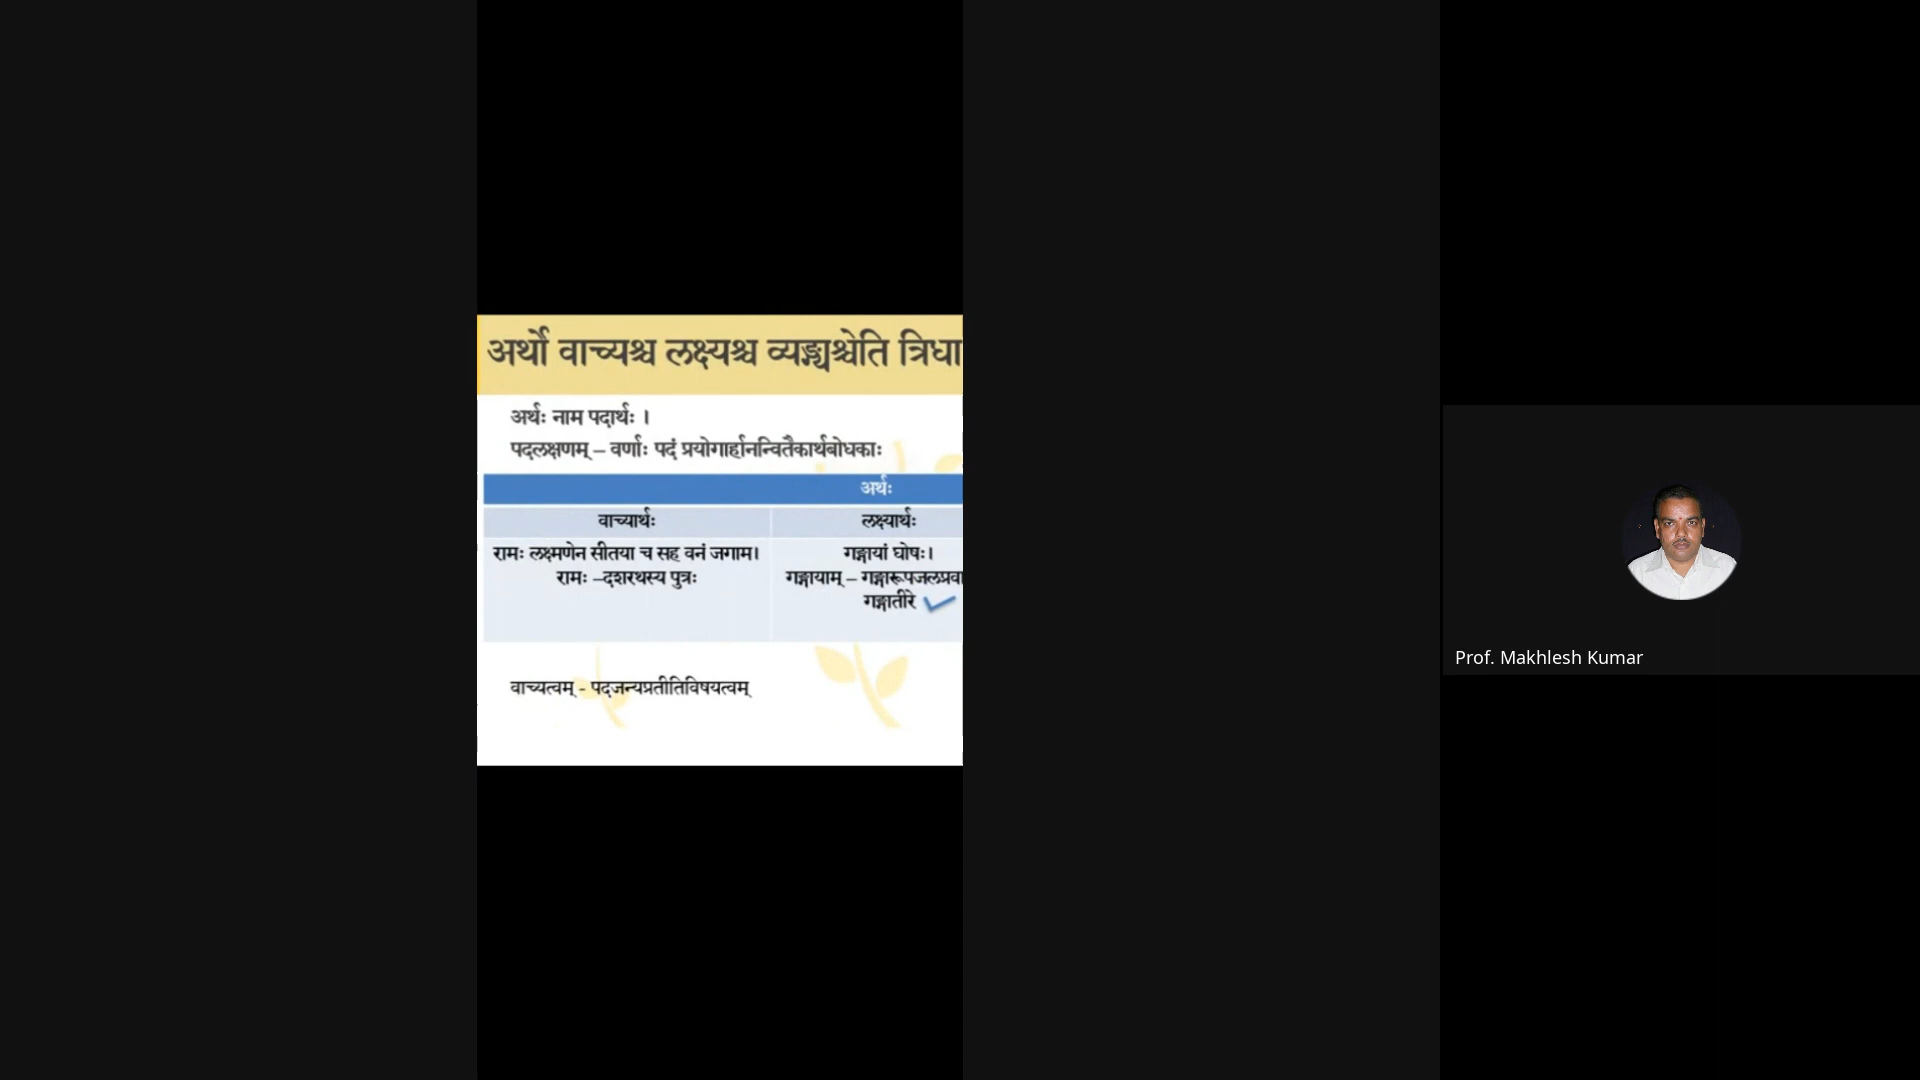 अर्थो वाच्यश्च लक्ष्यश्च व्यङ्ग्यश्चेति त्रिधा
अर्थः नाम पदार्थः ।
पदलक्षणम् – वर्णाः पदं प्रयोगार्हानन्वितैकार्थबोधकाः
अर्थः
वाच्यार्थः
लक्ष्यार्थः
रामः लक्ष्मणेन सीतया च सह वनं जगाम।
रामः –दशरथस्य पुत्रः
गङ्गायां घोषः।
गङ्गायाम् – गङ्गारूपजलप्रवा
गङ्गातीरे
वाच्यत्वम् - पदजन्यप्रतीतिविषयत्वम्
Prof. Makhlesh Kumar